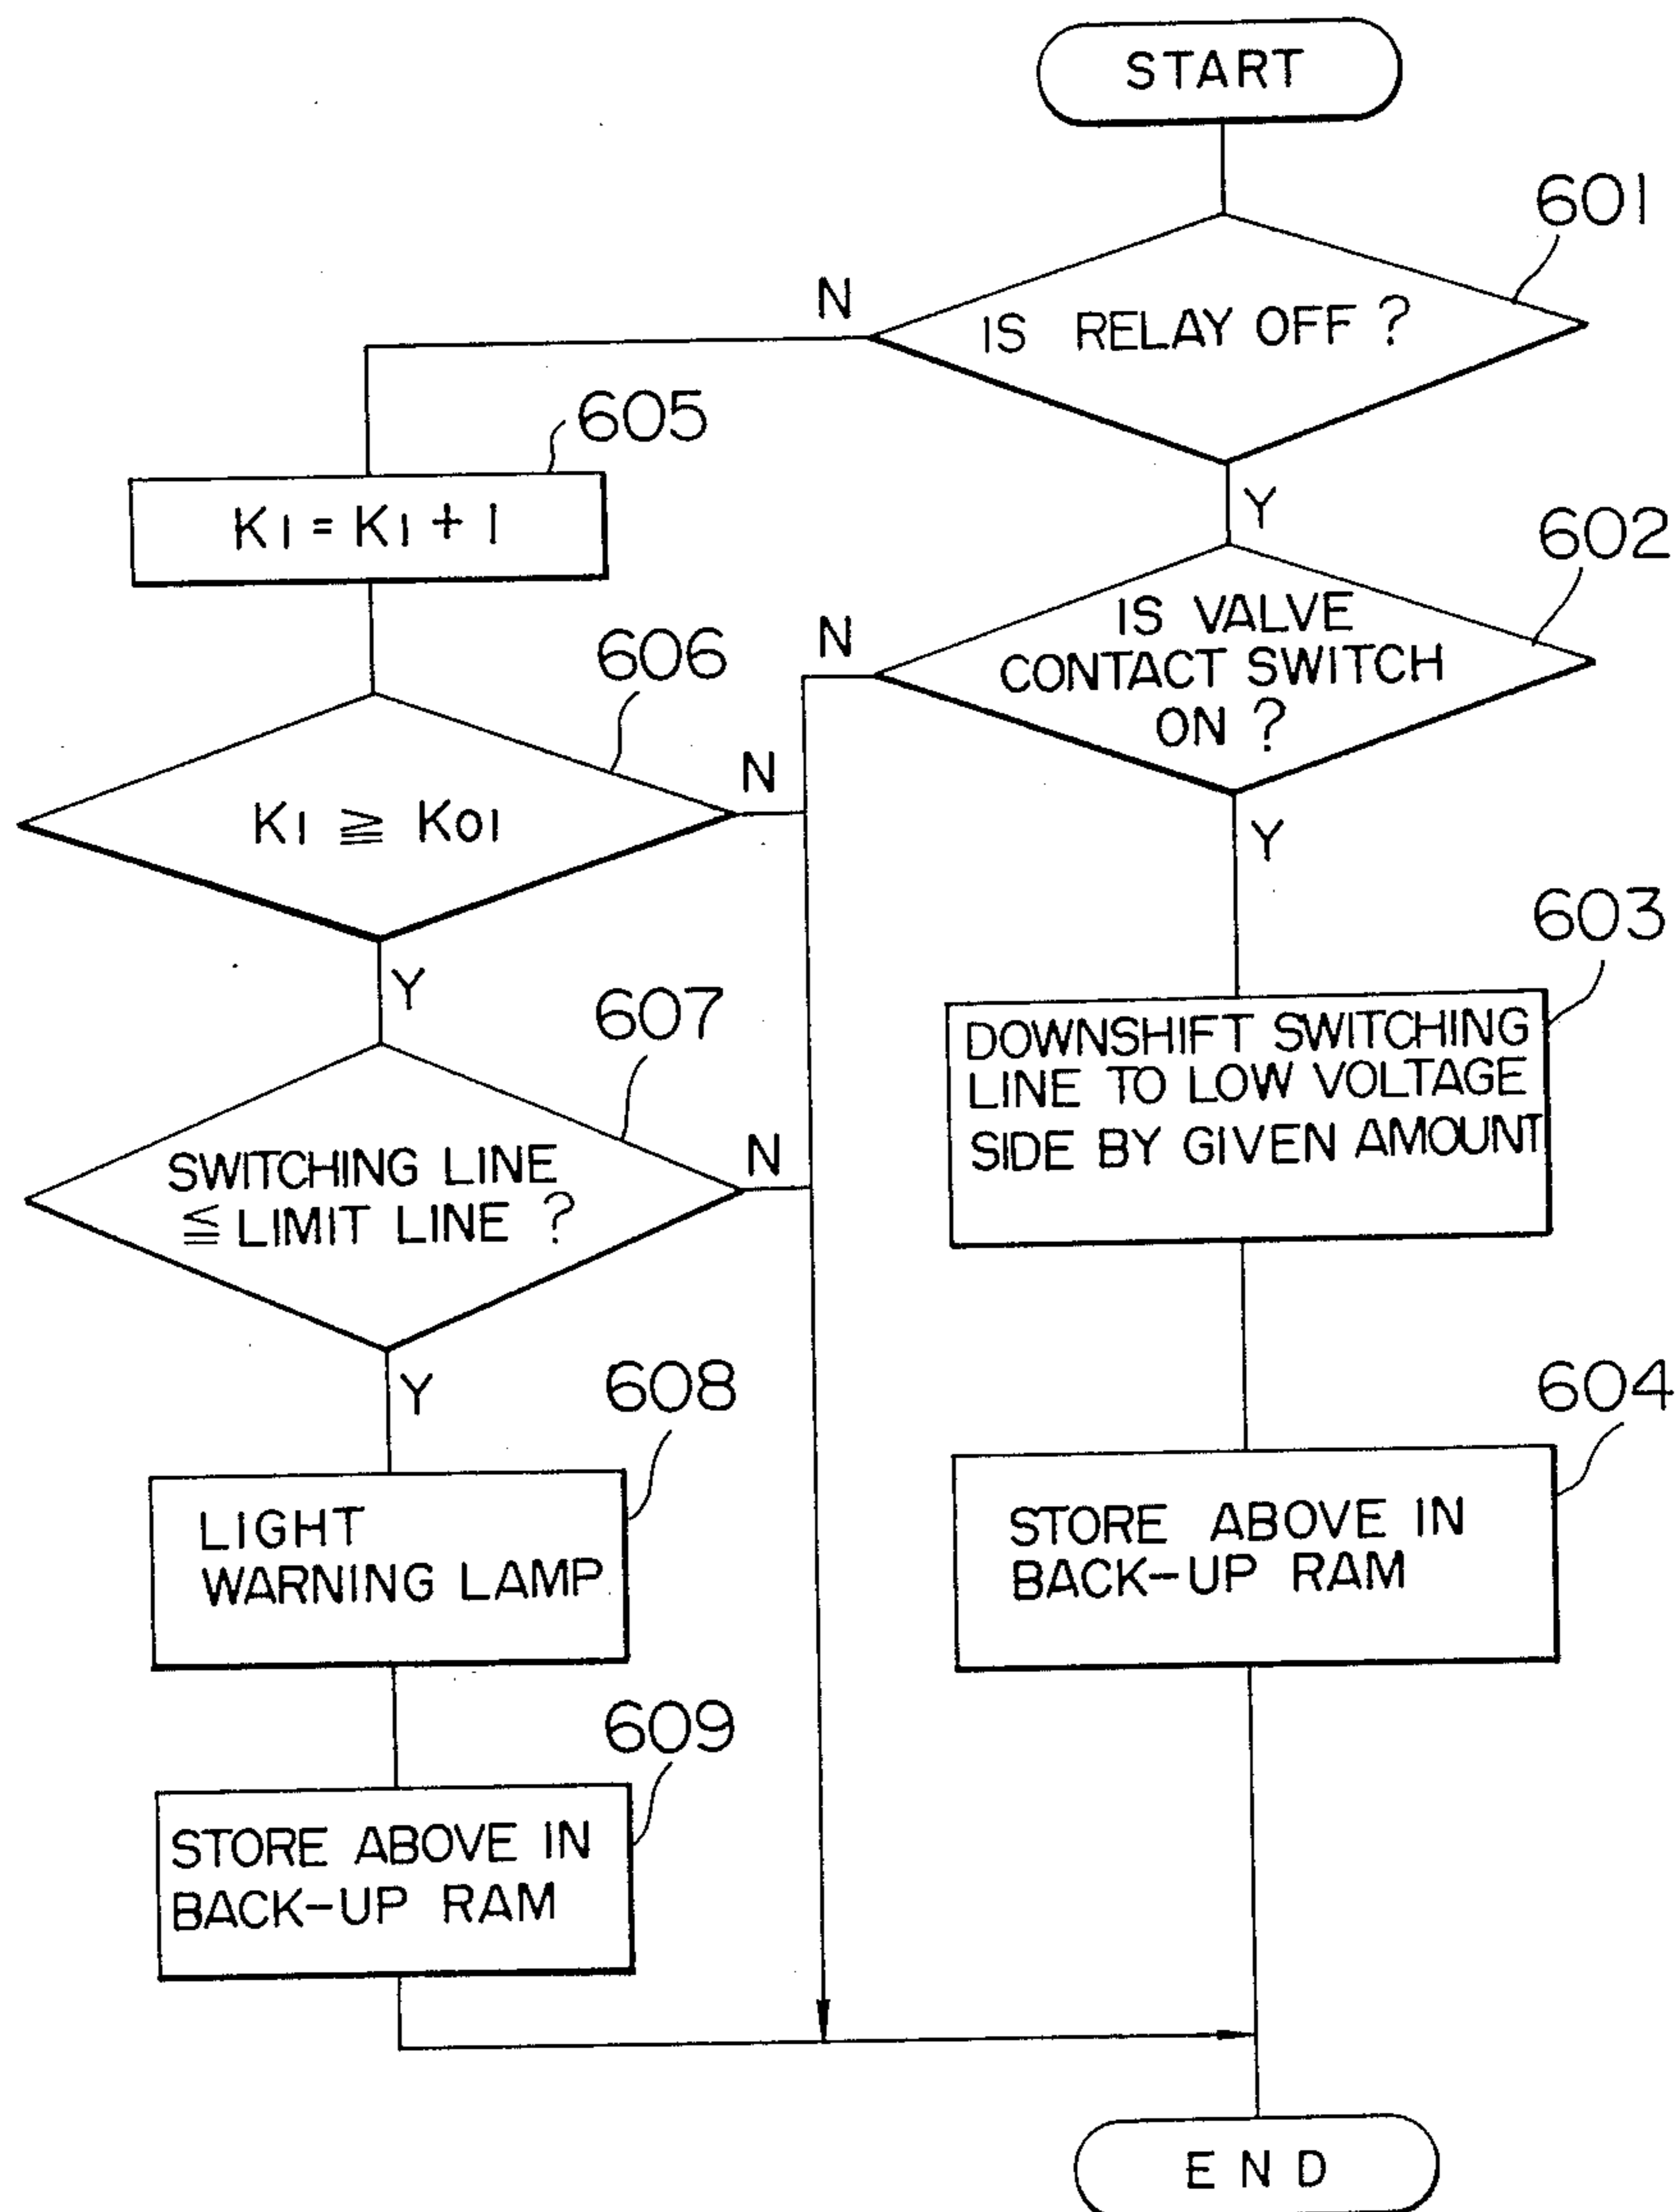 START
601
IS RELAY OFF ?
N
Y
605
K1 = K1 + 1
602
IS VALVE
CONTACT SWITCH
ON ?
N
Y
606
K1 ≧ K01
N
Y
603
DOWNSHIFT SWITCHING
LINE TO LOW VOLTAGE
SIDE BY GIVEN AMOUNT
607
SWITCHING LINE
≦ LIMIT LINE ?
N
Y
604
STORE ABOVE IN
BACK-UP RAM
608
LIGHT
WARNING LAMP
609
STORE ABOVE IN
BACK-UP RAM
END